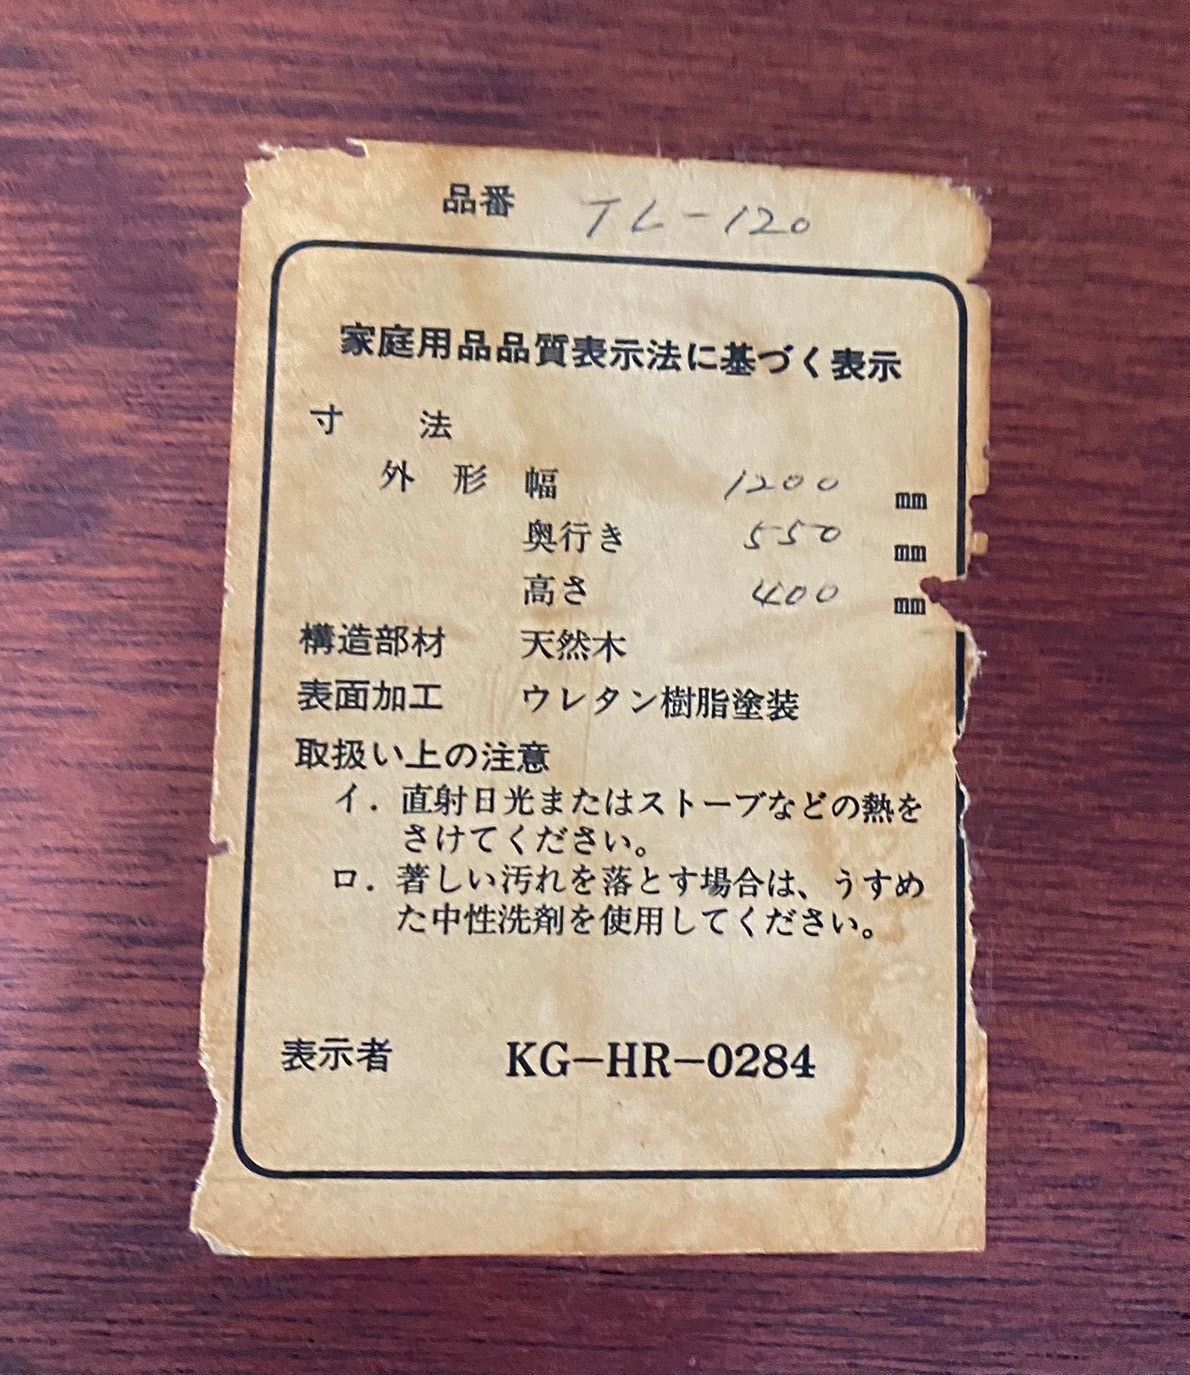 品番 TL-120
家庭用品品質表示法に基づく表示
寸法
外形 幅 1200 mm
奥行き 550 mm
高さ 400 mm
構造部材 天然木
表面加工 ウレタン樹脂塗装
取扱い上の注意
イ. 直射日光またはストーブなどの熱を
さけてください。
ロ. 著しい汚れを落とす場合は、うすめ
た中性洗剤を使用してください。
表示者 KG-HR-0284